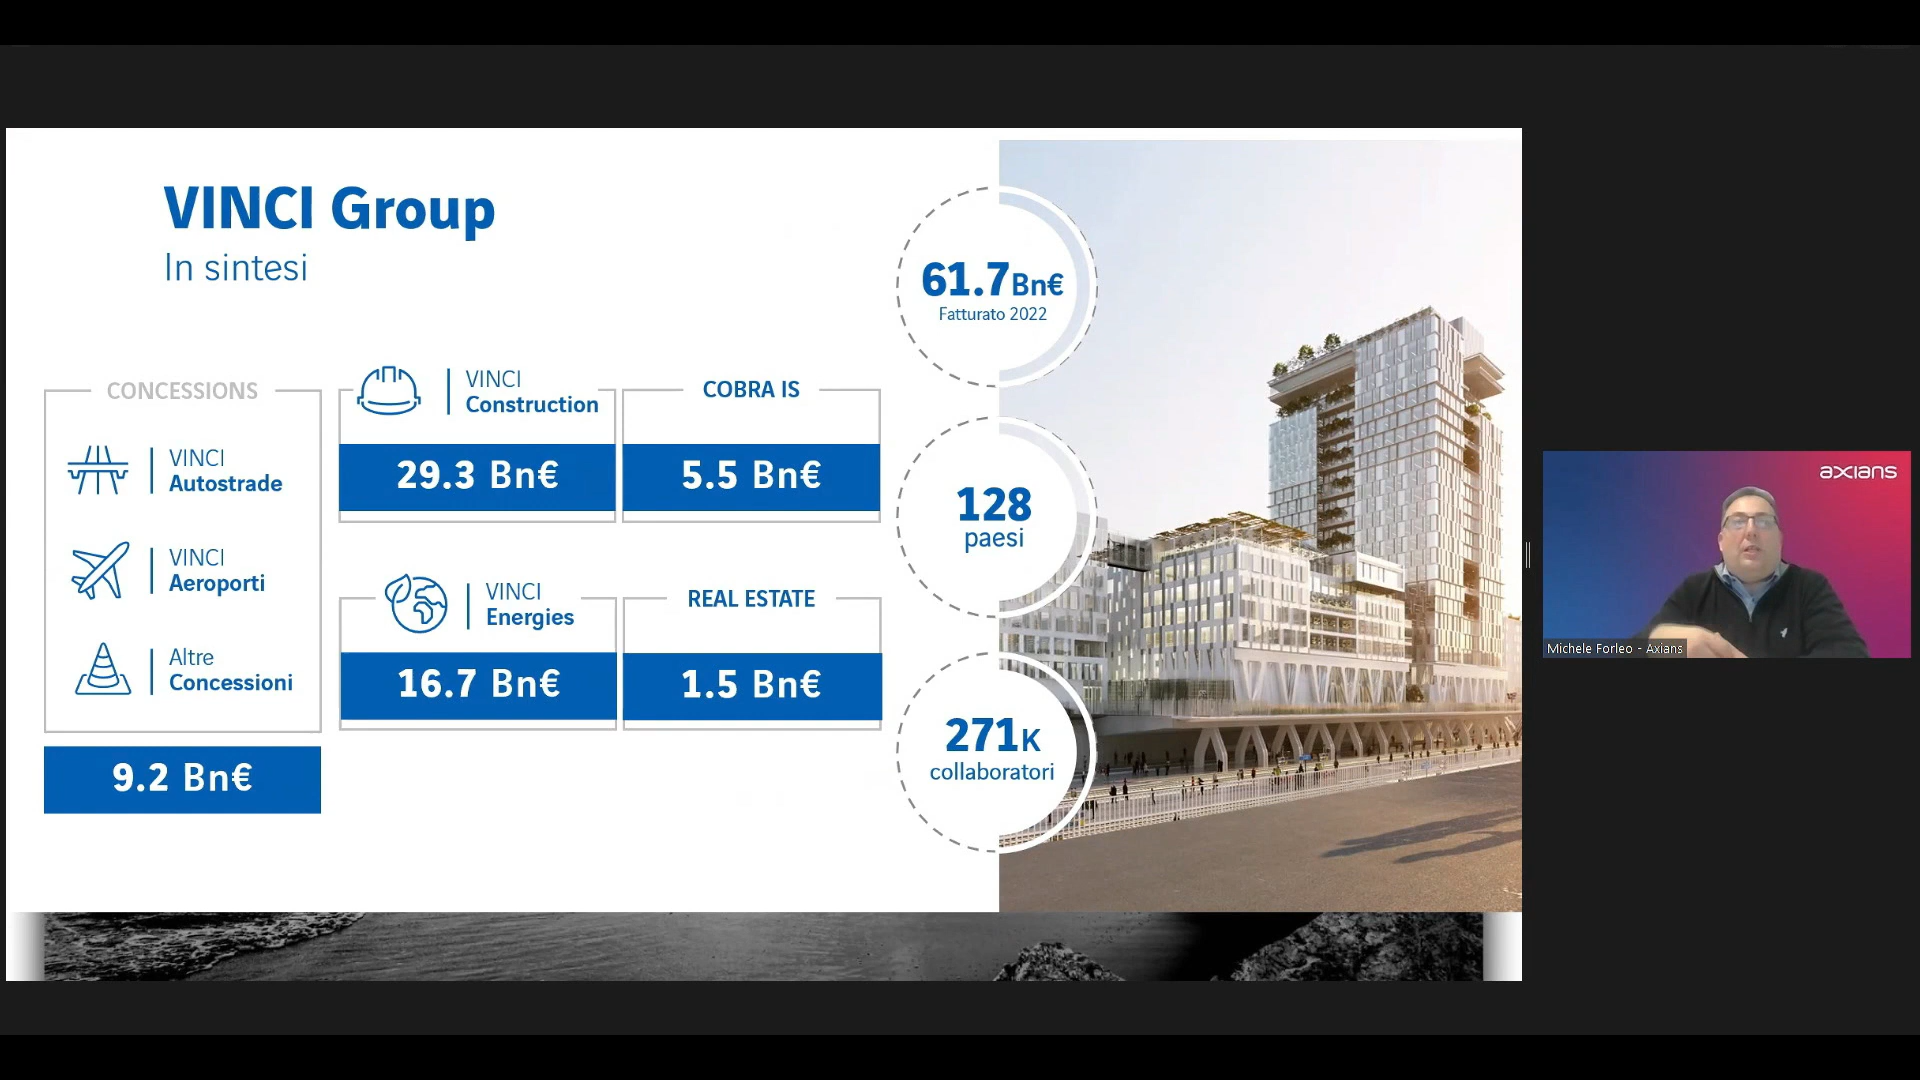 VINCI Group
In sintesi
CONCESSIONS
VINCI
Autostrade
VINCI
Aeroporti
Altre
Concessioni
9.2 Bn€
VINCI
Construction
29.3 Bn€
COBRA IS
5.5 Bn€
VINCI
Energies
16.7 Bn€
REAL ESTATE
1.5 Bn€
61.7Bn€
Fatturato 2022
128
paesi
271K
collaboratori
axians
Michele Forleo - Axians